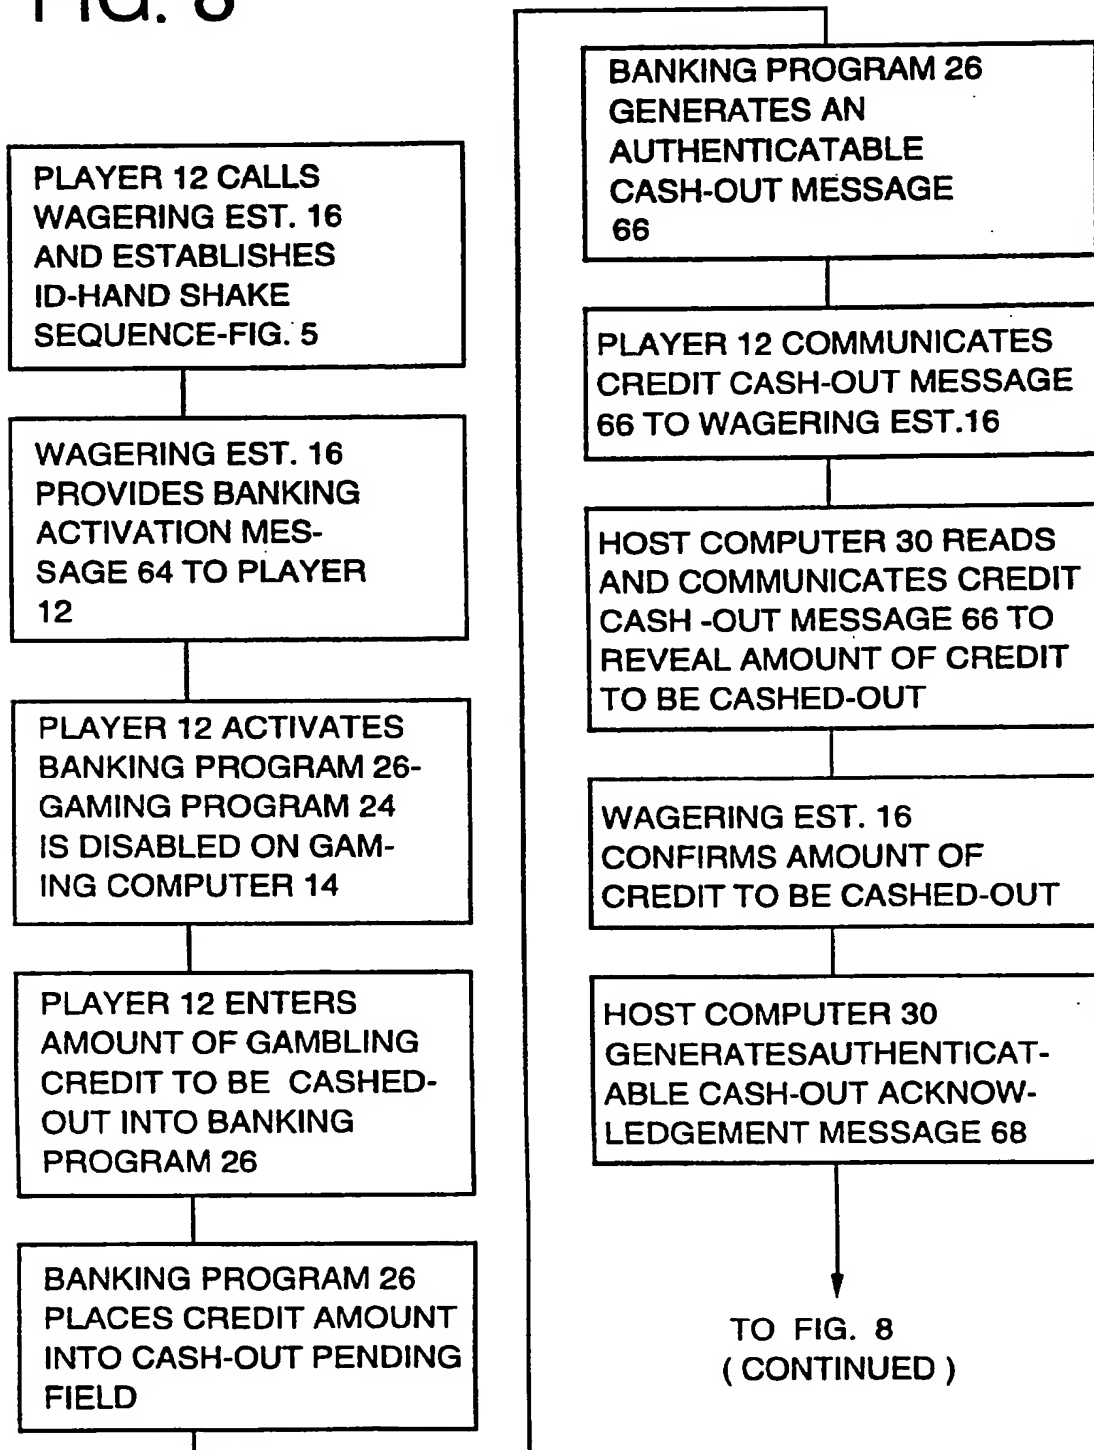 FIG. 8
PLAYER 12 CALLS
WAGERING EST. 16
AND ESTABLISHES
ID-HAND SHAKE
SEQUENCE-FIG. 5
WAGERING EST. 16
PROVIDES BANKING
ACTIVATION MES-
SAGE 64 TO PLAYER
12
PLAYER 12 ACTIVATES
BANKING PROGRAM 26-
GAMING PROGRAM 24
IS DISABLED ON GAM-
ING COMPUTER 14
PLAYER 12 ENTERS
AMOUNT OF GAMBLING
CREDIT TO BE CASHED-
OUT INTO BANKING
PROGRAM 26
BANKING PROGRAM 26
PLACES CREDIT AMOUNT
INTO CASH-OUT PENDING
FIELD
BANKING PROGRAM 26
GENERATES AN
AUTHENTICATABLE
CASH-OUT MESSAGE
66
PLAYER 12 COMMUNICATES
CREDIT CASH-OUT MESSAGE
66 TO WAGERING EST.16
HOST COMPUTER 30 READS
AND COMMUNICATES CREDIT
CASH -OUT MESSAGE 66 TO
REVEAL AMOUNT OF CREDIT
TO BE CASHED-OUT
WAGERING EST. 16
CONFIRMS AMOUNT OF
CREDIT TO BE CASHED-OUT
HOST COMPUTER 30
GENERATESAUTHENTICAT-
ABLE CASH-OUT ACKNOW-
LEDGEMENT MESSAGE 68
TO FIG. 8
( CONTINUED )